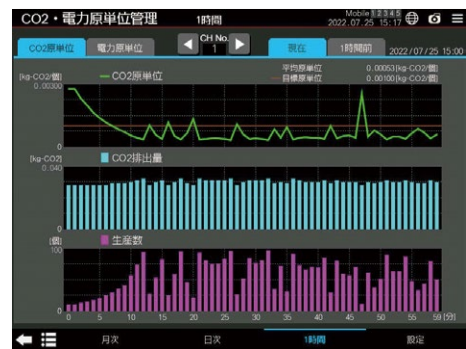 CO2・電力原単位管理 1時間 Mobile 1 2 3 4 5
2022.07.25 15:17
CO2原単位 電力原単位 CH No. 1 現在 1時間前 2022/07/25 15:00
[kg-CO2/個] CO2原単位 平均原単位 0.00053[kg-CO2/個]
0.00300 目標原単位 0.00100[kg-CO2/個]
0
[kg-CO2] CO2排出量
0.040
0
[個] 生産数
100
0
0 5 10 15 20 25 30 35 40 45 50 55 59 [分]
月次 日次 1時間 設定